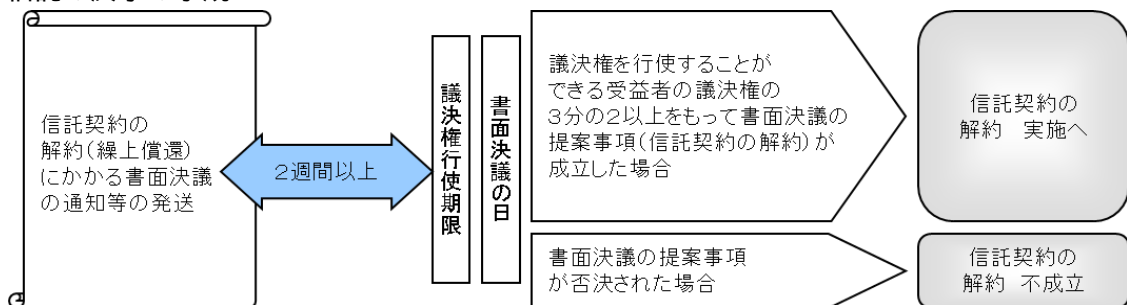 信託契約の
解約(繰上償還)
にかかる書面決議
の通知等の発送
２週間以上
議決権行使期限
書面決議の日
議決権を行使することが
できる受益者の議決権の
３分の２以上をもって書面決議の
提案事項(信託契約の解約)が
成立した場合
信託契約の
解約　実施へ
書面決議の提案事項
が否決された場合
信託契約の
解約　不成立